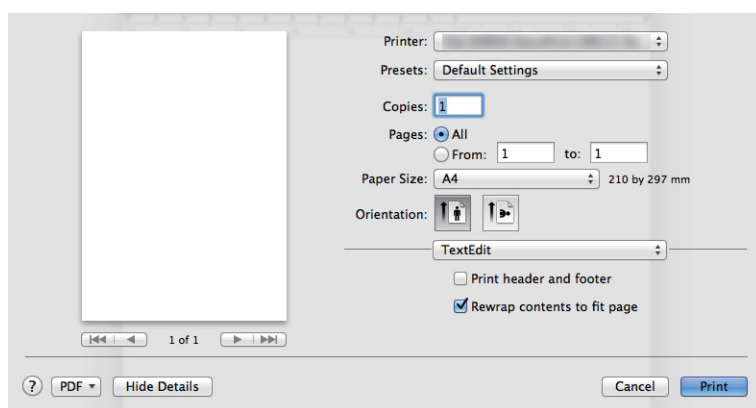 Printer:
Presets: Default Settings
Copies: 1
Pages: All
From: 1 to: 1
Paper Size: A4 210 by 297 mm
Orientation:
TextEdit
Print header and footer
Rewrap contents to fit page
1 of 1
? PDF Hide Details Cancel Print